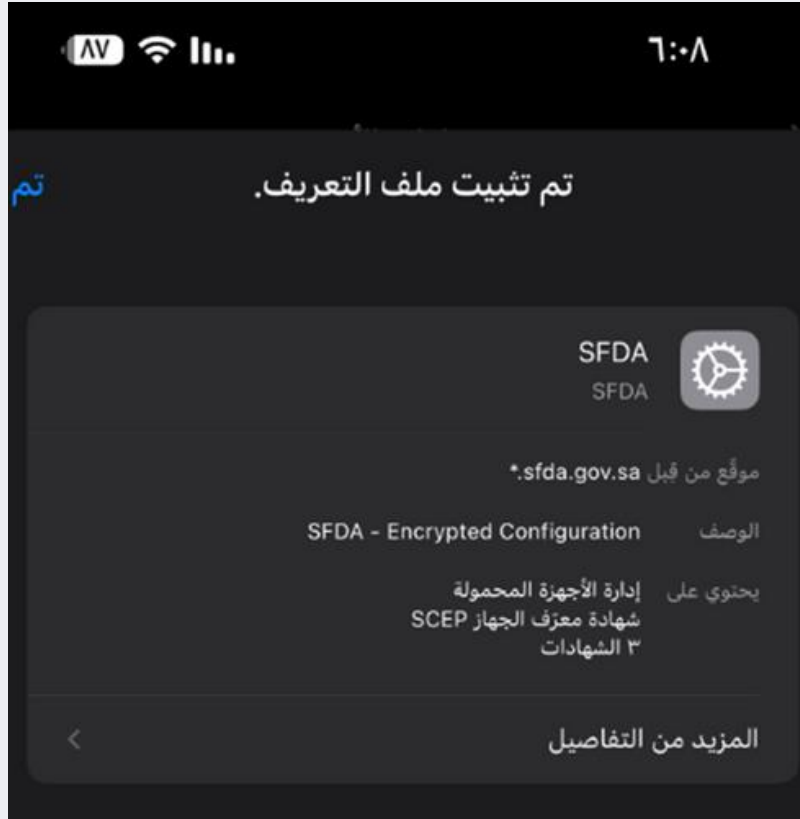 ٦:٠٨
٨٧
تم تثبيت ملف التعريف.
تم
SFDA
SFDA
موقَّع من قِبل *.sfda.gov.sa
الوصف SFDA - Encrypted Configuration
يحتوي على إدارة الأجهزة المحمولة
شهادة معرّف الجهاز SCEP
٣ الشهادات
المزيد من التفاصيل